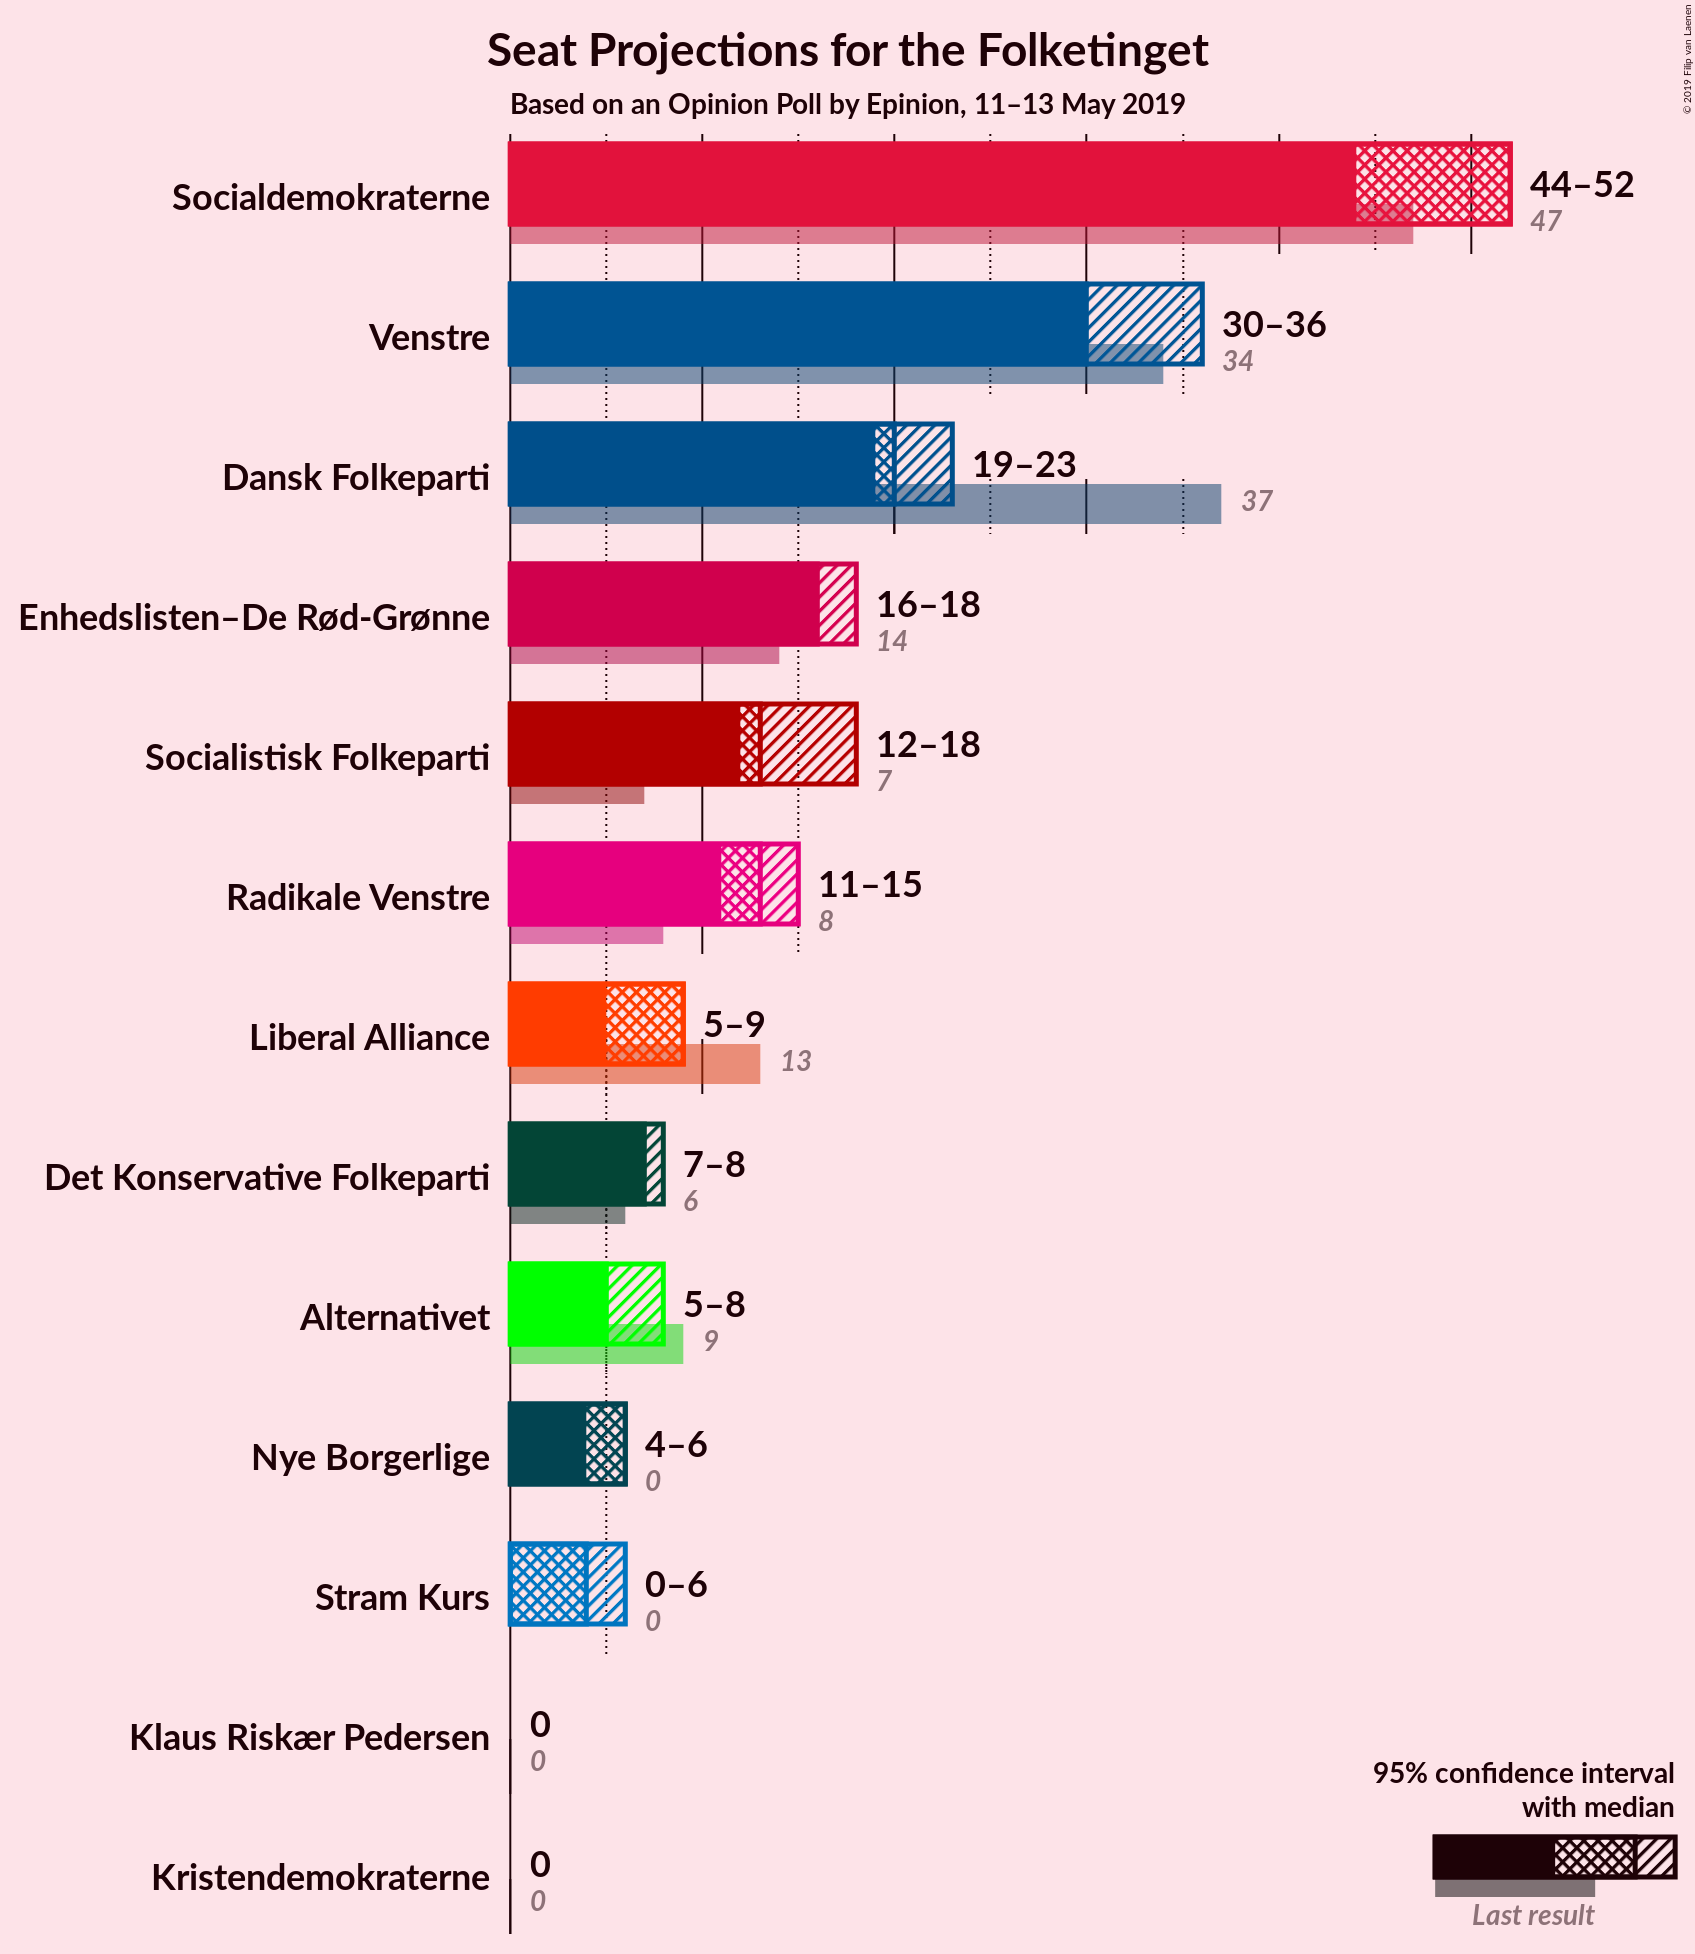 Seat Projections for the Folketinget
Based on an Opinion Poll by Epinion, 11–13 May 2019
© 2019 Filip van Laenen
Socialdemokraterne
44–52
47
Venstre
30–36
34
Dansk Folkeparti
19–23
37
Enhedslisten–De Rød-Grønne
16–18
14
Socialistisk Folkeparti
12–18
7
Radikale Venstre
11–15
8
Liberal Alliance
5–9
13
Det Konservative Folkeparti
7–8
6
Alternativet
5–8
9
Nye Borgerlige
4–6
0
Stram Kurs
0–6
0
Klaus Riskær Pedersen
0
0
Kristendemokraterne
0
0
95% confidence interval
with median
Last result